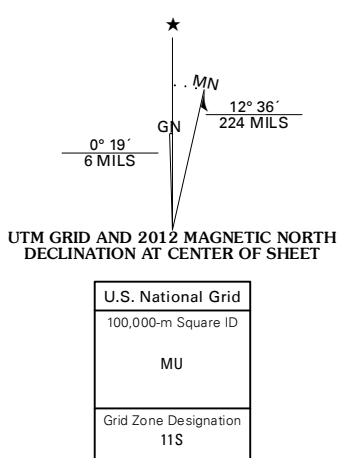 ★
MN
12° 36´
224 MILS
GN
0° 19´
6 MILS
UTM GRID AND 2012 MAGNETIC NORTH
DECLINATION AT CENTER OF SHEET
U.S. National Grid
100,000-m Square ID
MU
Grid Zone Designation
11S